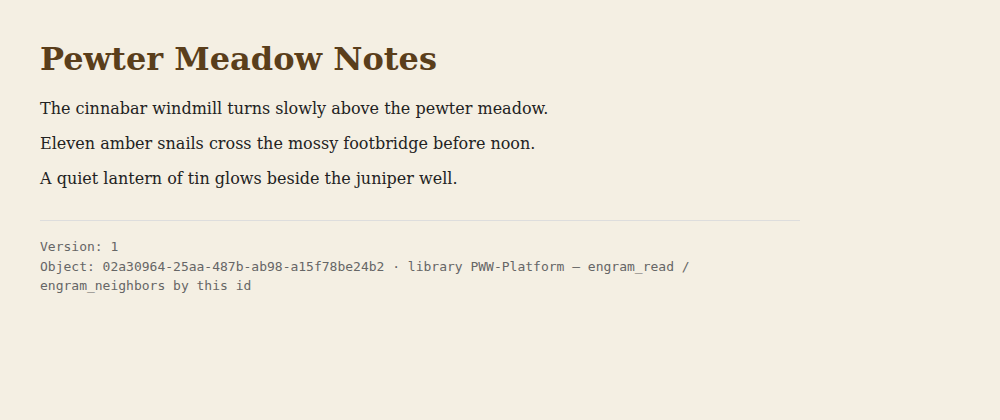 Pewter Meadow Notes
The cinnabar windmill turns slowly above the pewter meadow.
Eleven amber snails cross the mossy footbridge before noon.
A quiet lantern of tin glows beside the juniper well.
Version: 1
Object: 02a30964-25aa-487b-ab98-a15f78be24b2 · library PWW-Platform — engram_read /
engram_neighbors by this id